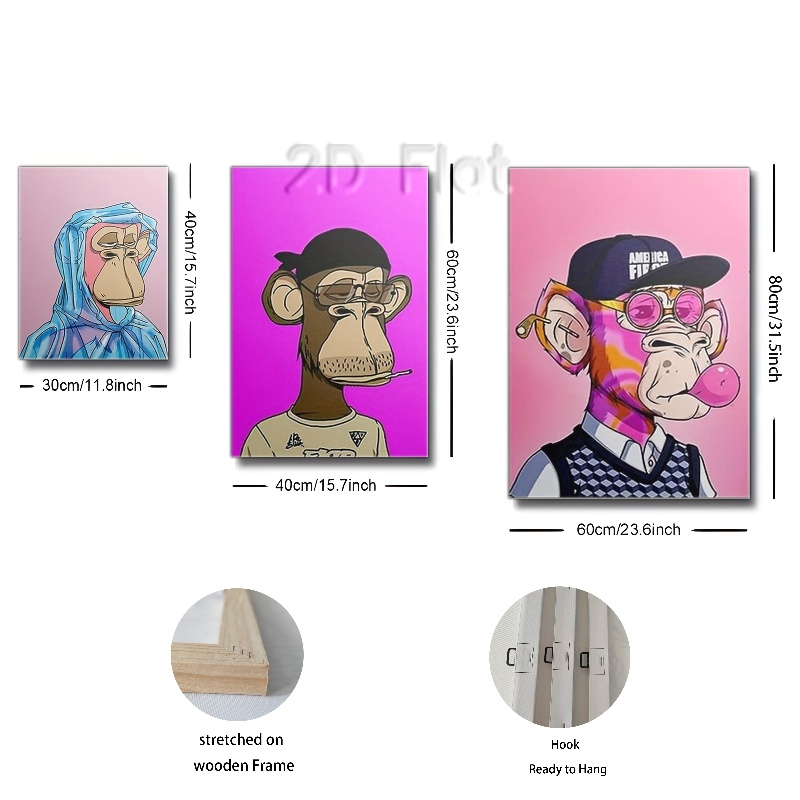 2D Flat
40cm/15.7inch
30cm/11.8inch
60cm/23.6inch
40cm/15.7inch
AMERICA
80cm/31.5inch
60cm/23.6inch
stretched on
wooden Frame
Hook
Ready to Hang